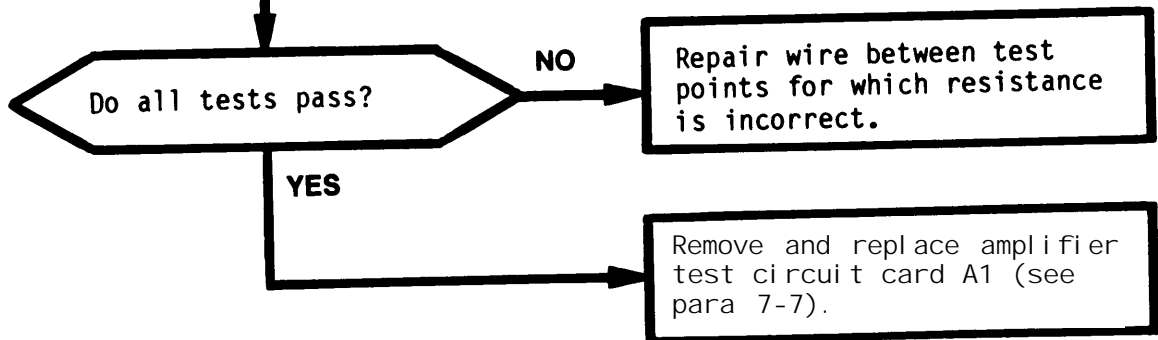 Do all tests pass?
NO
Repair wire between test
points for which resistance
is incorrect.
YES
Remove and replace amplifier
test circuit card A1 (see
para 7-7).